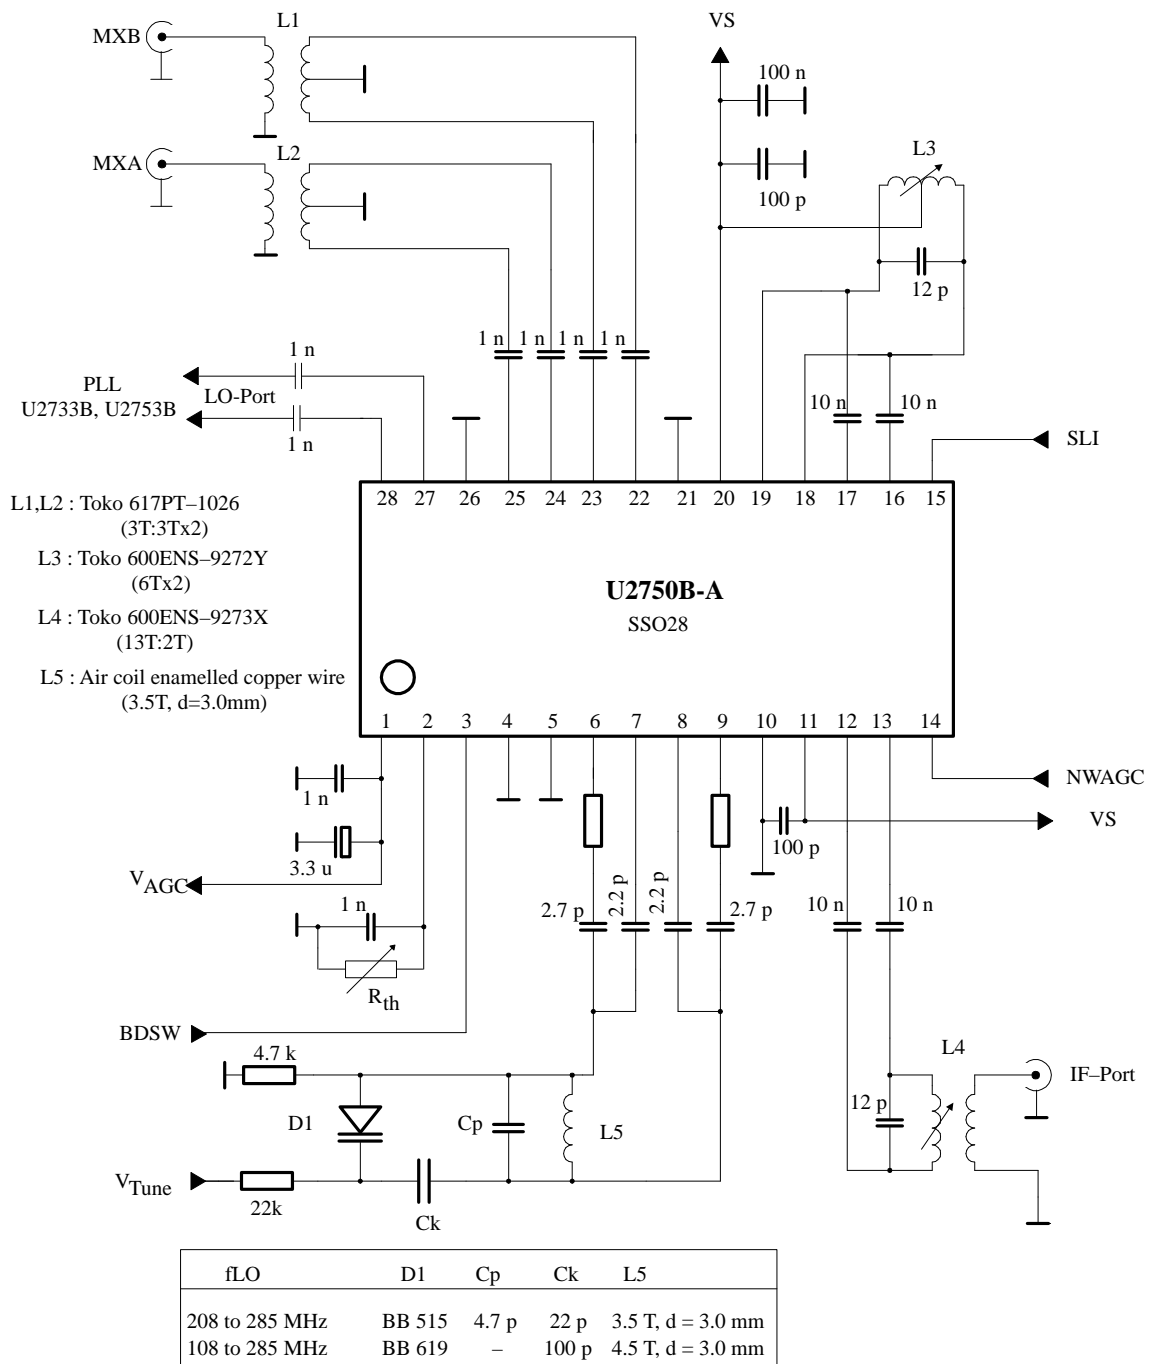 L1
VS
MXB
100 n
L3
L2
MXA
100 p
12 p
1 n 1 n 1 n 1 n
1 n
PLL
LO-Port
U2733B, U2753B
10 n 10 n
1 n
SLI
28 27 26 25 24 23 22 21 20 19 18 17 16 15
L1,L2 : Toko 617PT–1026
(3T:3Tx2)
L3 : Toko 600ENS–9272Y
(6Tx2)
L4 : Toko 600ENS–9273X
(13T:2T)
L5 : Air coil enamelled copper wire
(3.5T, d=3.0mm)
U2750B-A
SSO28
1 2 3 4 5 6 7 8 9 10 11 12 13 14
1 n
NWAGC
VS
100 p
3.3 u
VAGC
1 n
2.7 p
2.2 p
2.2 p
2.7 p
10 n
10 n
Rth
BDSW
4.7 k
L4
IF–Port
D1
Cp
L5
12 p
VTune
22k
Ck
fLO D1 Cp Ck L5
208 to 285 MHz BB 515 4.7 p 22 p 3.5 T, d = 3.0 mm
108 to 285 MHz BB 619 – 100 p 4.5 T, d = 3.0 mm